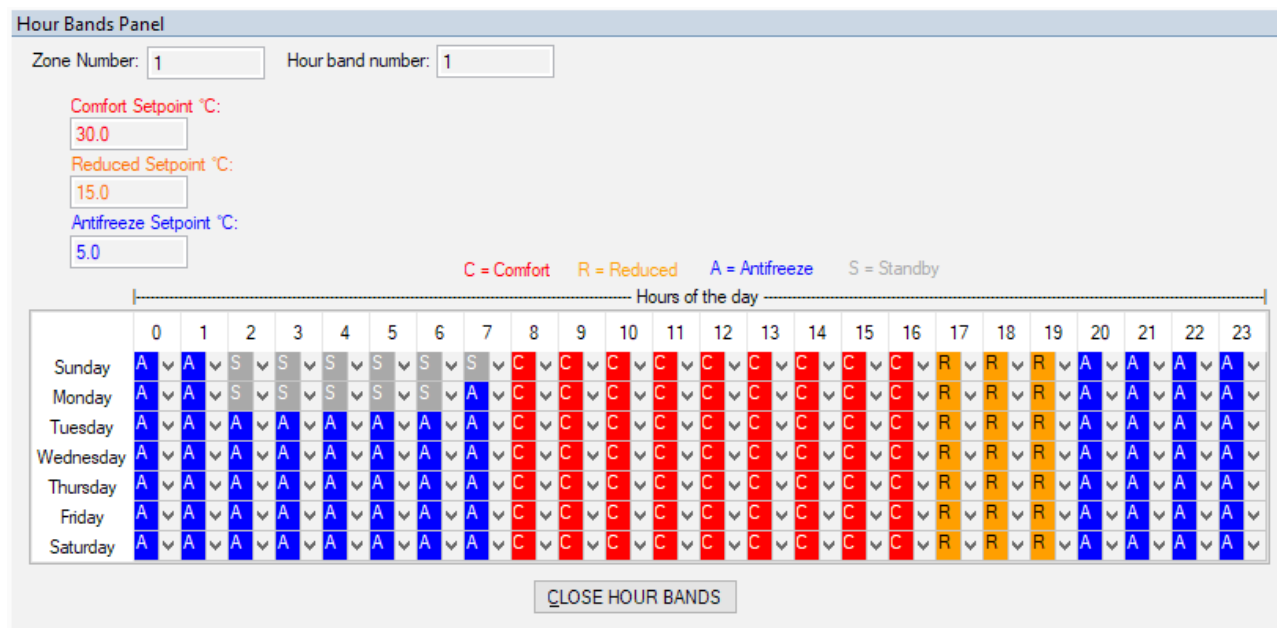 Hour Bands Panel
Zone Number: 1 Hour band number: 1
Comfort Setpoint °C:
30.0
Reduced Setpoint °C:
15.0
Antifreeze Setpoint °C:
5.0
C = Comfort R = Reduced A = Antifreeze S = Standby
Hours of the day
0 1 2 3 4 5 6 7 8 9 10 11 12 13 14 15 16 17 18 19 20 21 22 23
Sunday A A S S S S S S C C C C C C C C C R R R A A A A
Monday A A S S S S S A C C C C C C C C C R R R A A A A
Tuesday A A A A A A A A C C C C C C C C C R R R A A A A
Wednesday A A A A A A A A C C C C C C C C C R R R A A A A
Thursday A A A A A A A A C C C C C C C C C R R R A A A A
Friday A A A A A A A A C C C C C C C C C R R R A A A A
Saturday A A A A A A A A C C C C C C C C C R R R A A A A
CLOSE HOUR BANDS